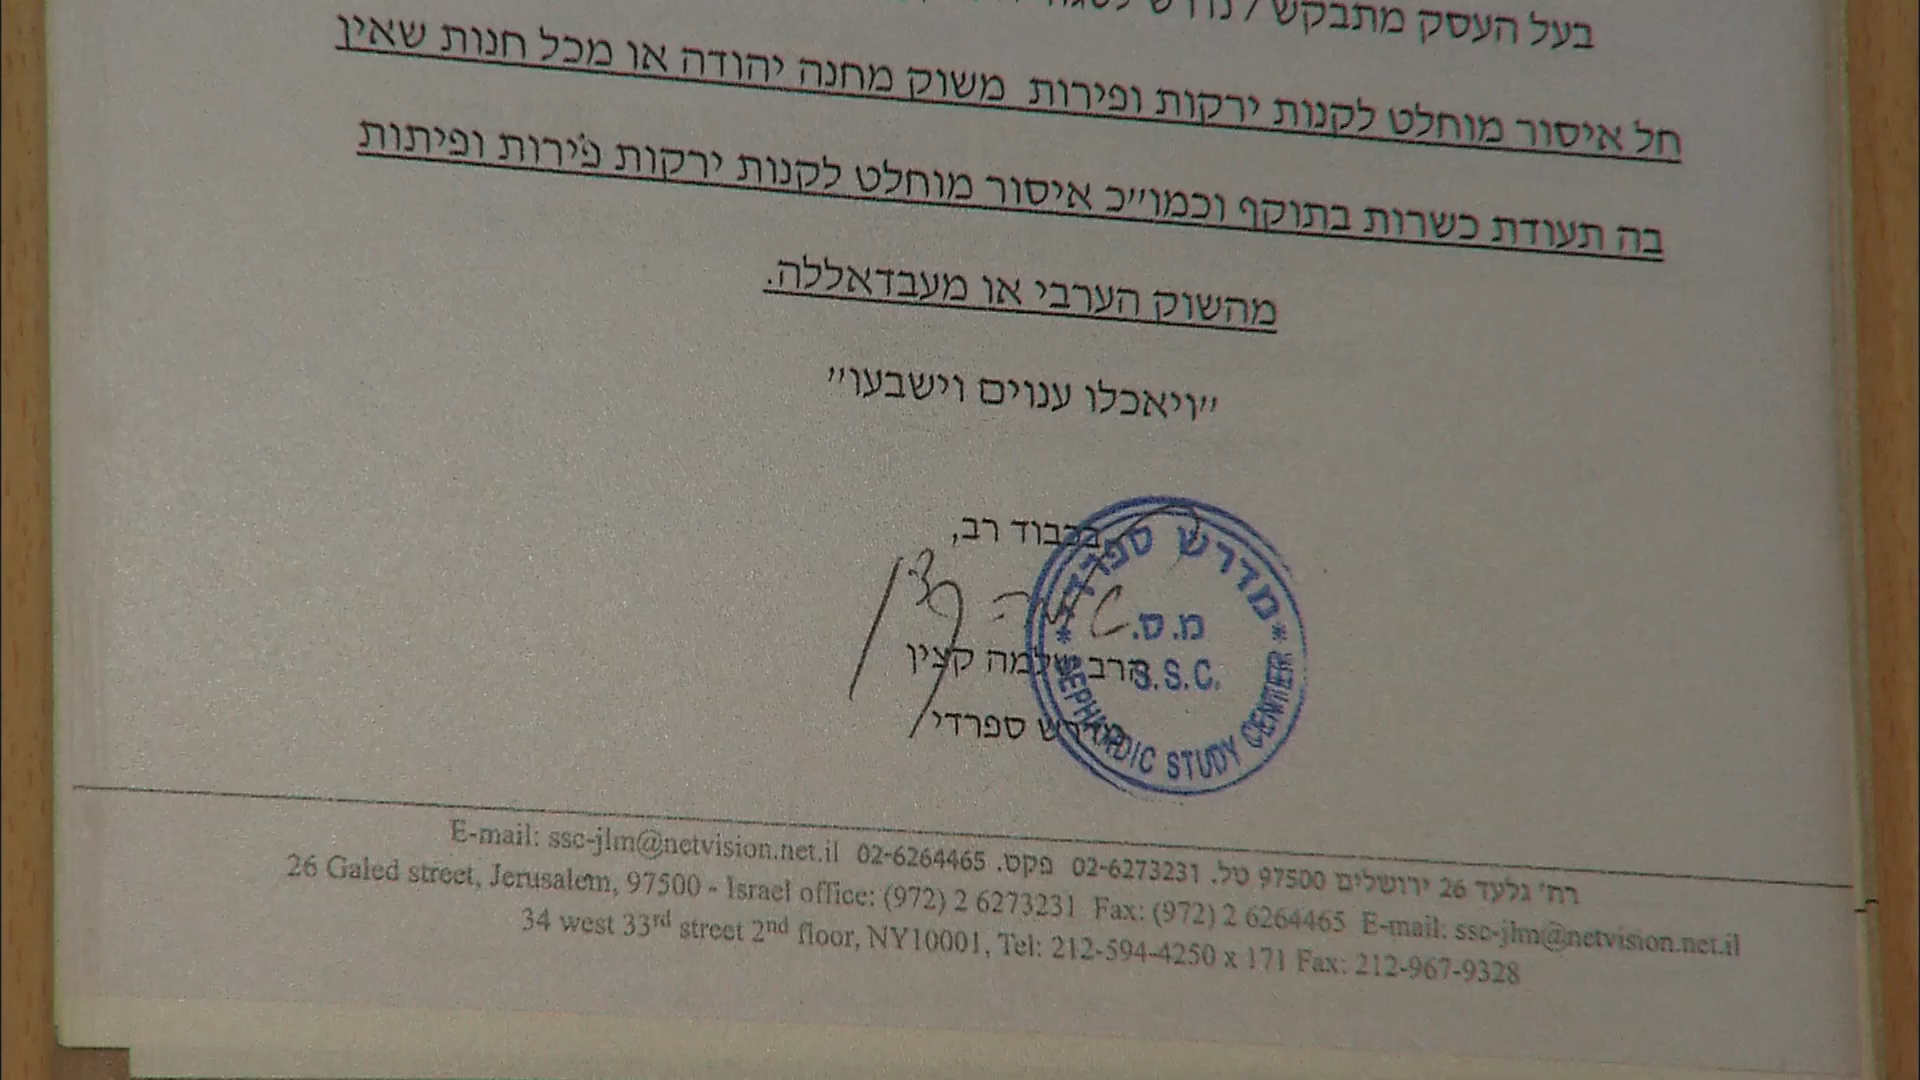 בעל העסק מתבקש / נדרש
חל איסור מוחלט לקנות ירקות ופירות משוק מחנה יהודה או מכל חנות שאין
בה תעודת כשרות בתוקף וכמו"כ איסור מוחלט לקנות ירקות פירות ופיתות
מהשוק הערבי או מעבדאללה.
"ויאכלו ענוים וישבעו"
בכבוד רב,
הרב שלמה קצין
מדרש ספרדי
מדרש ספרדי
מ.ס.
S.S.C.
SEPHARDIC STUDY CENTER
רח' גלעד 26 ירושלים 97500 טל. 02-6273231 פקס. 02-6264465 E-mail: ssc-jlm@netvision.net.il
26 Galed street, Jerusalem, 97500 - Israel office: (972) 2 6273231 Fax: (972) 2 6264465 E-mail: ssc-jlm@netvision.net.il
34 west 33rd street 2nd floor, NY10001, Tel: 212-594-4250 x 171 Fax: 212-967-9328